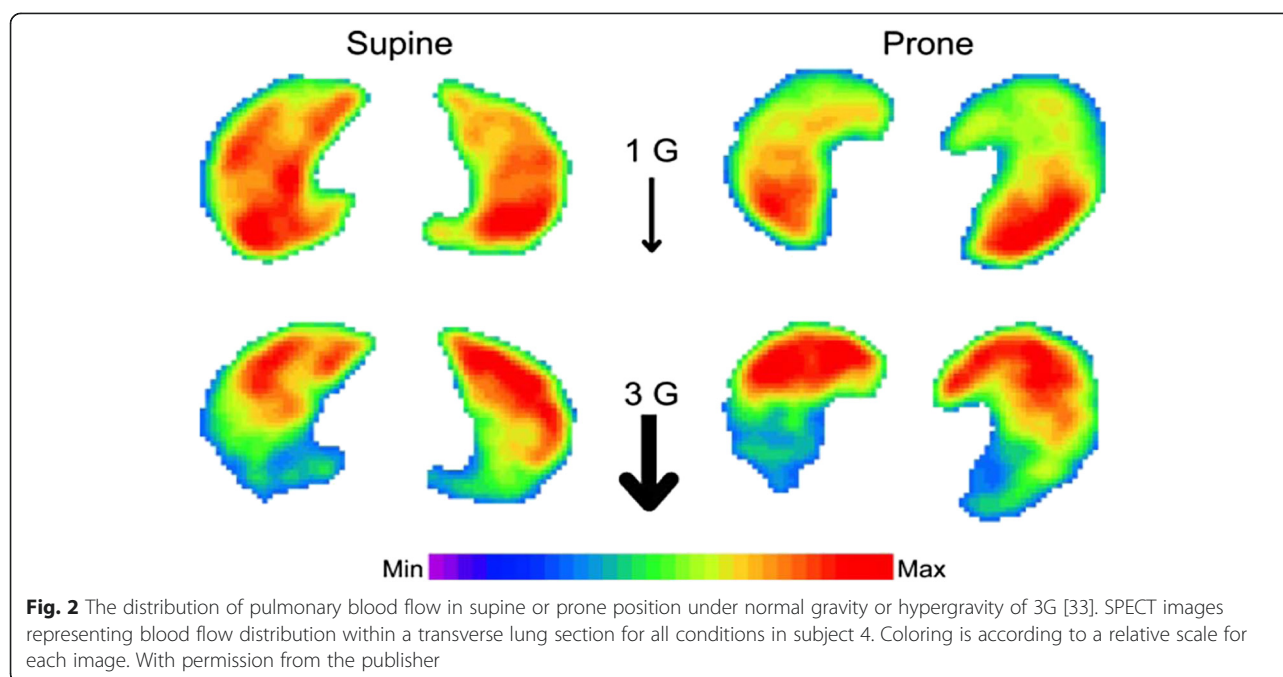 Supine Prone
1 G
3 G
Min Max
Fig. 2 The distribution of pulmonary blood flow in supine or prone position under normal gravity or hypergravity of 3G [33]. SPECT images
representing blood flow distribution within a transverse lung section for all conditions in subject 4. Coloring is according to a relative scale for
each image. With permission from the publisher